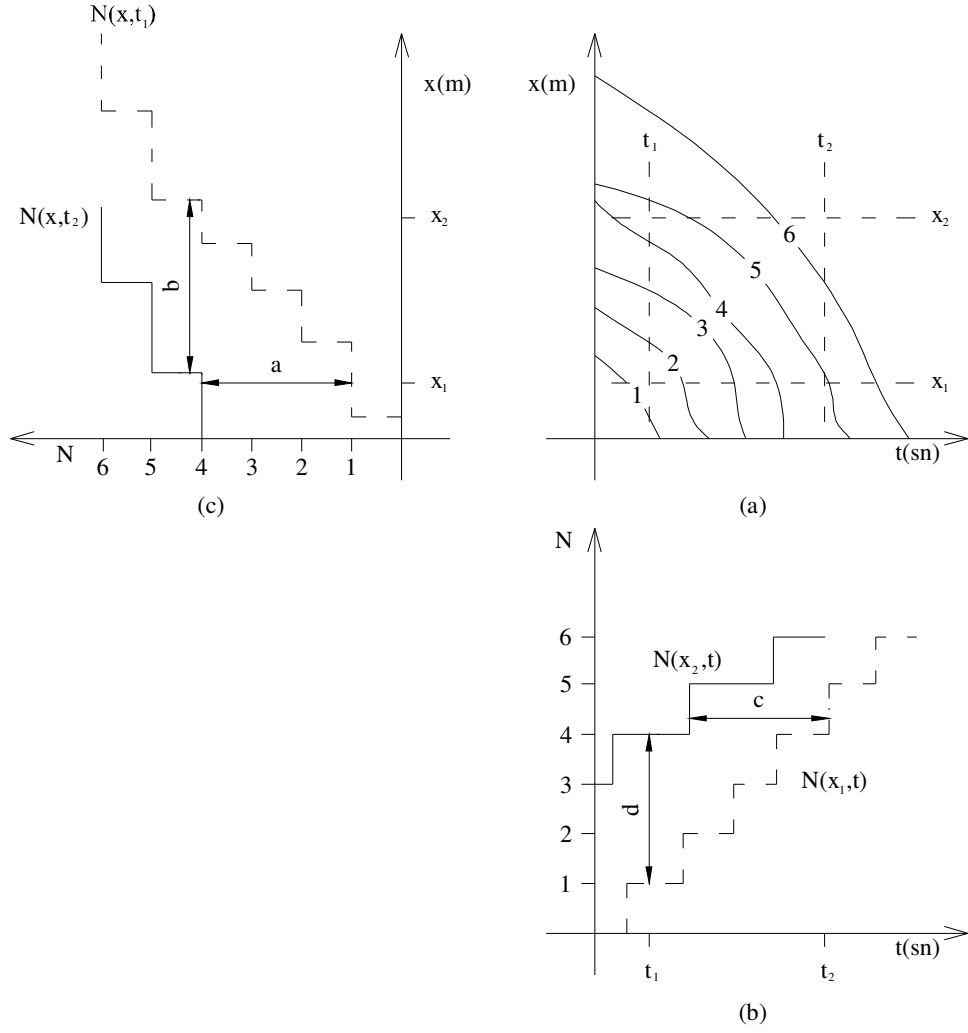 N(x,t₁)
x(m)
N(x,t₂)
b
a
x₂
x₁
N
6 5 4 3 2 1
(c)
x(m)
t₁
t₂
x₂
6
5
4
3
2
1
x₁
t(sn)
(a)
N
6
5
4
3
2
1
N(x₂,t)
c
d
N(x₁,t)
t(sn)
t₁
t₂
(b)